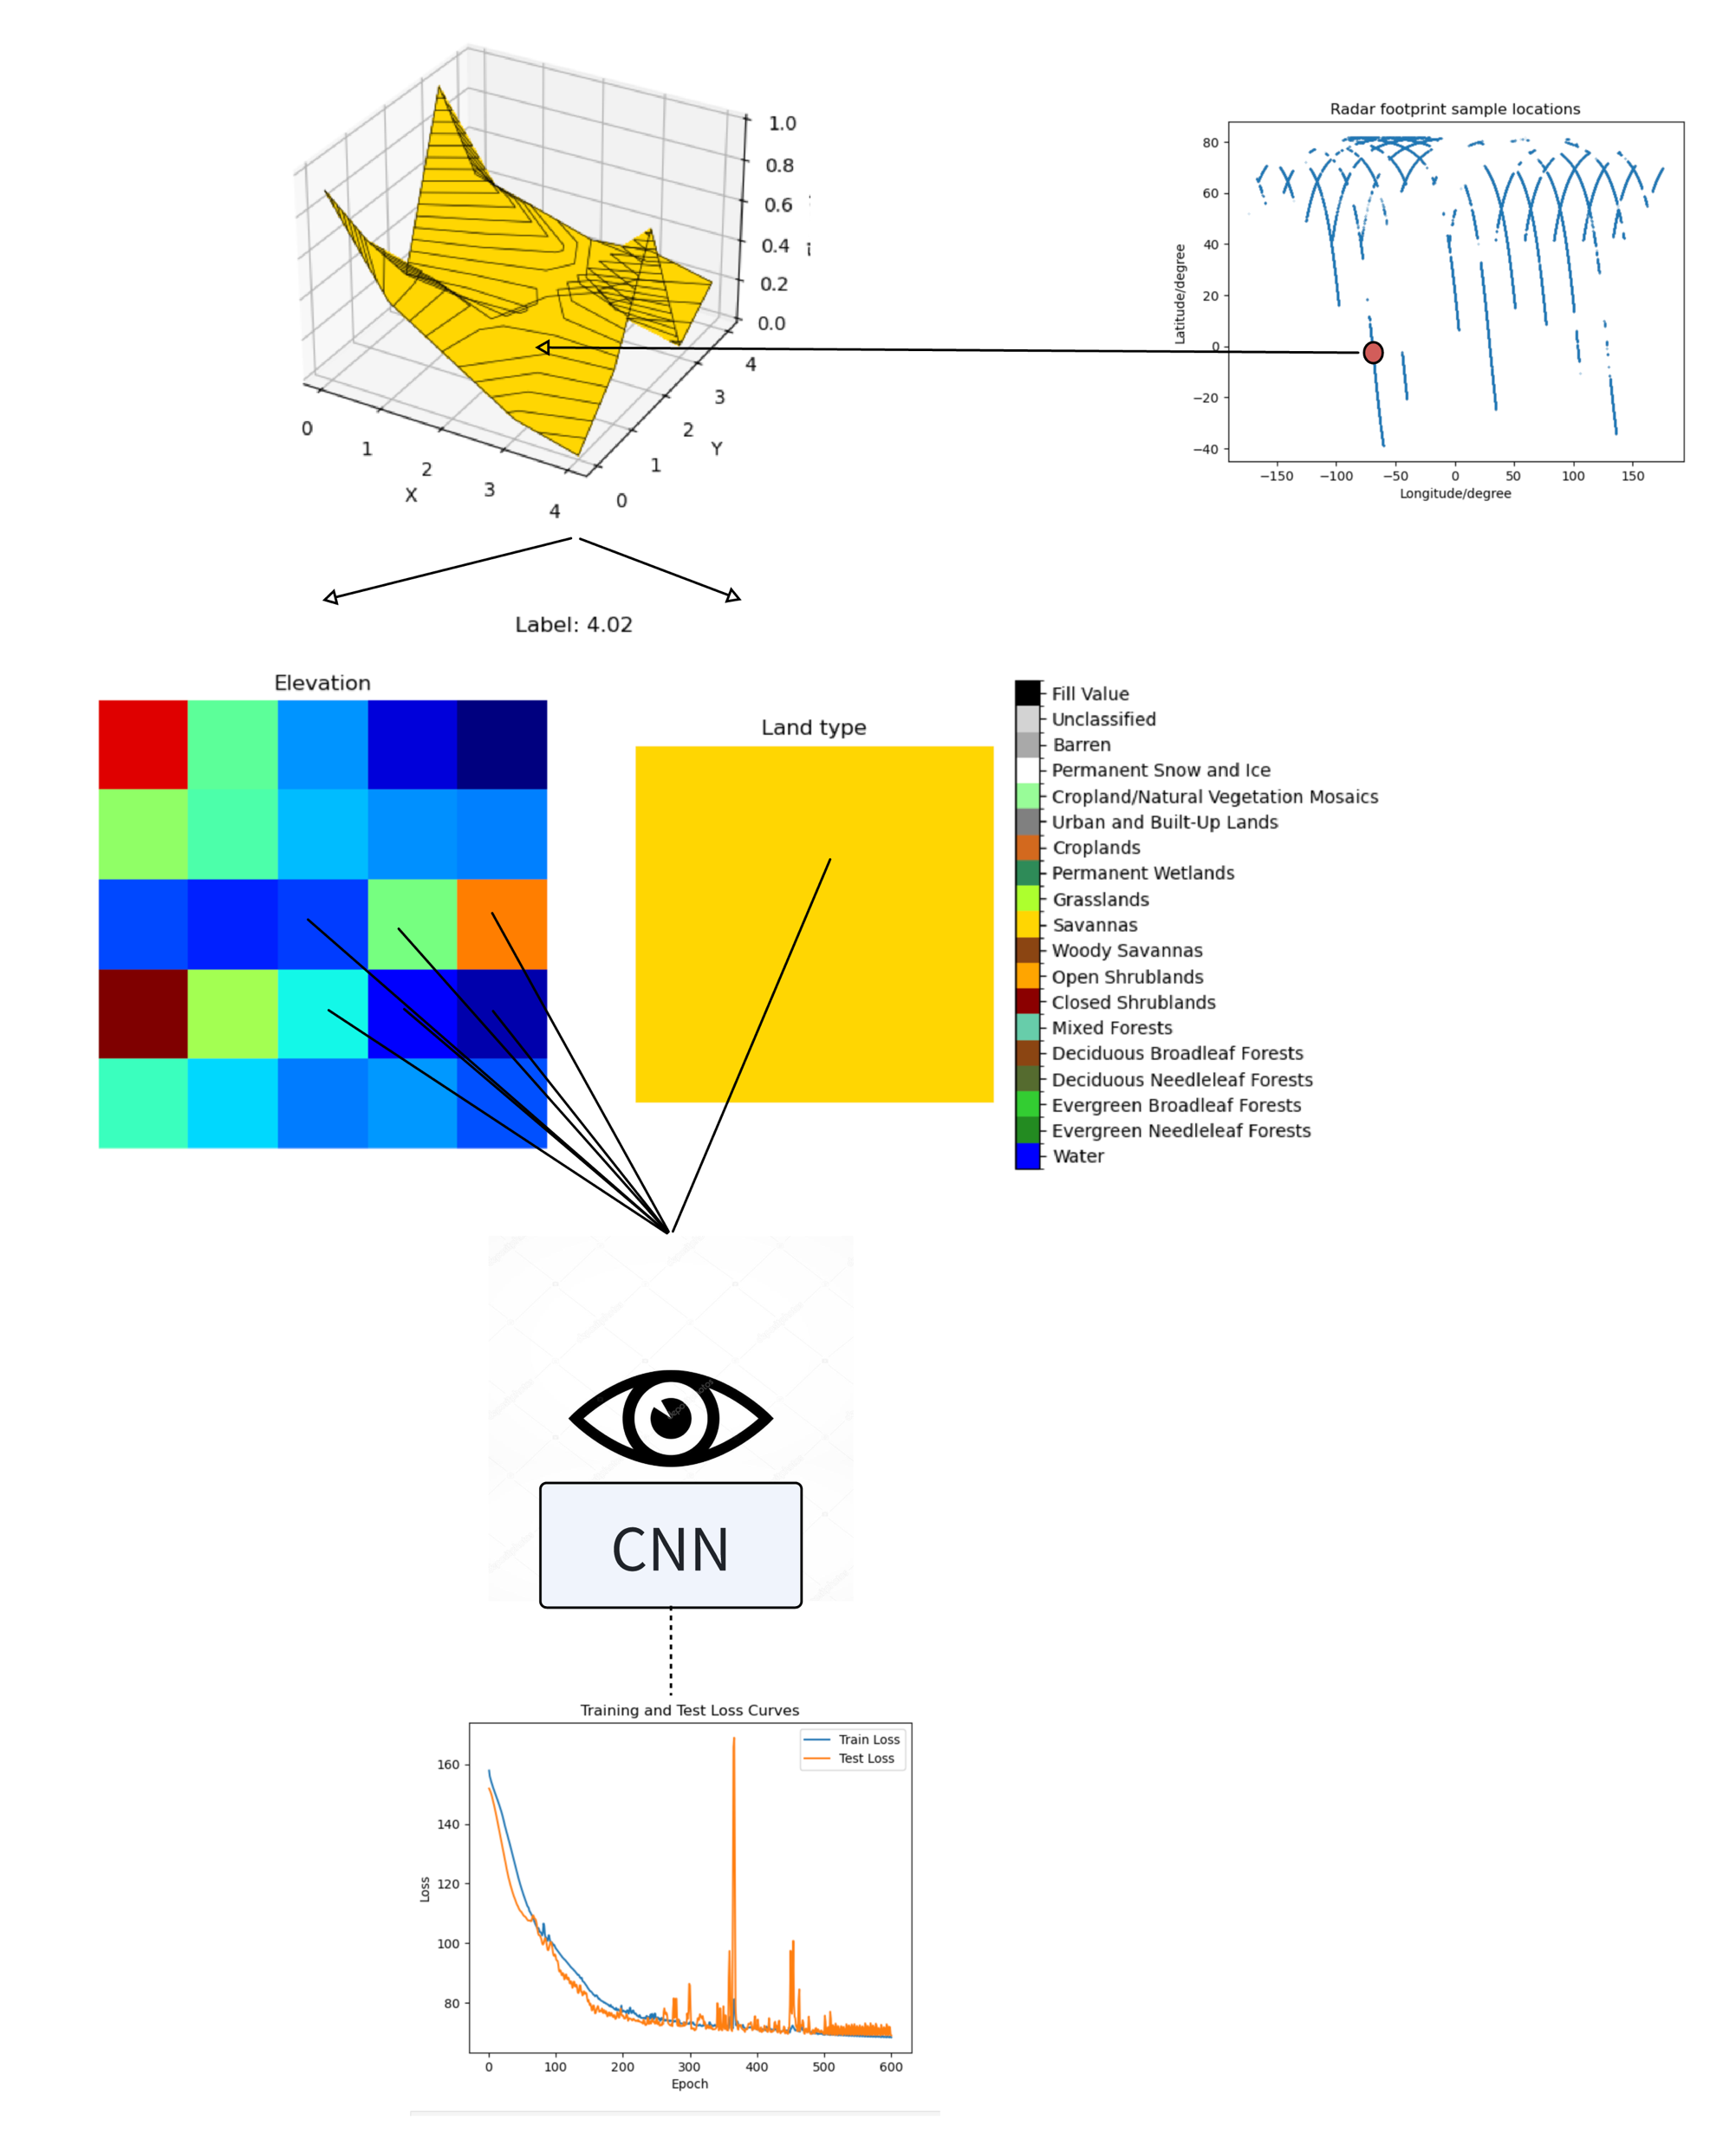 1.0
0.8
0.6
0.4
0.2
0.0
0
1
2
3
4
X
0
1
2
3
4
Y
Radar footprint sample locations
80
60
40
20
0
−20
−40
Latitude/degree
−150 −100 −50 0 50 100 150
Longitude/degree
Label: 4.02
Elevation
Land type
Fill Value
Unclassified
Barren
Permanent Snow and Ice
Cropland/Natural Vegetation Mosaics
Urban and Built-Up Lands
Croplands
Permanent Wetlands
Grasslands
Savannas
Woody Savannas
Open Shrublands
Closed Shrublands
Mixed Forests
Deciduous Broadleaf Forests
Deciduous Needleleaf Forests
Evergreen Broadleaf Forests
Evergreen Needleleaf Forests
Water
CNN
Training and Test Loss Curves
Train Loss
Test Loss
160
140
120
100
80
Loss
0 100 200 300 400 500 600
Epoch